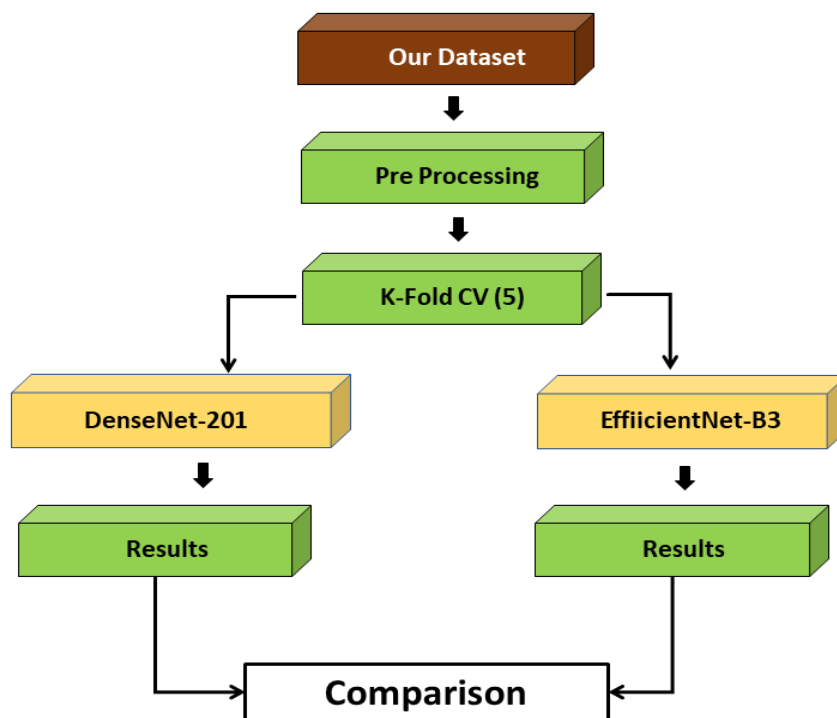 Our Dataset
Pre Processing
K-Fold CV (5)
DenseNet-201
EffiicientNet-B3
Results
Results
Comparison